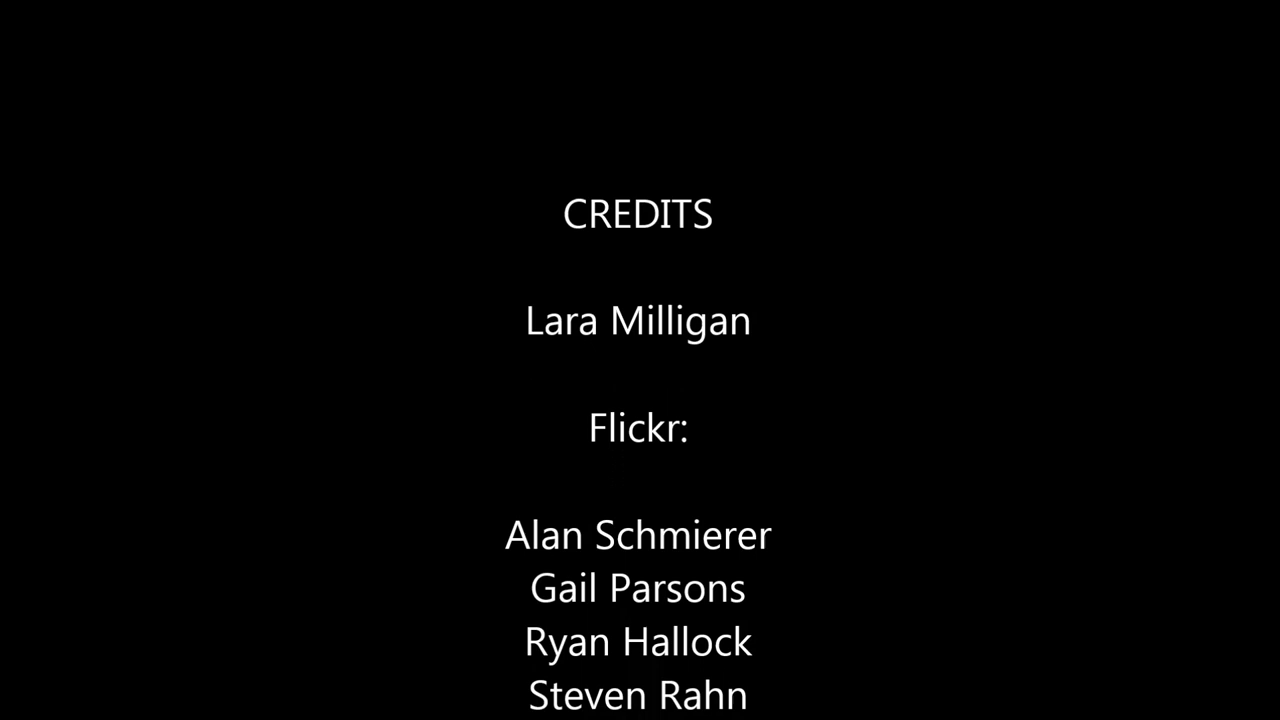 CREDITS
Lara Milligan
Flickr:
Alan Schmierer
Gail Parsons
Ryan Hallock
Steven Rahn